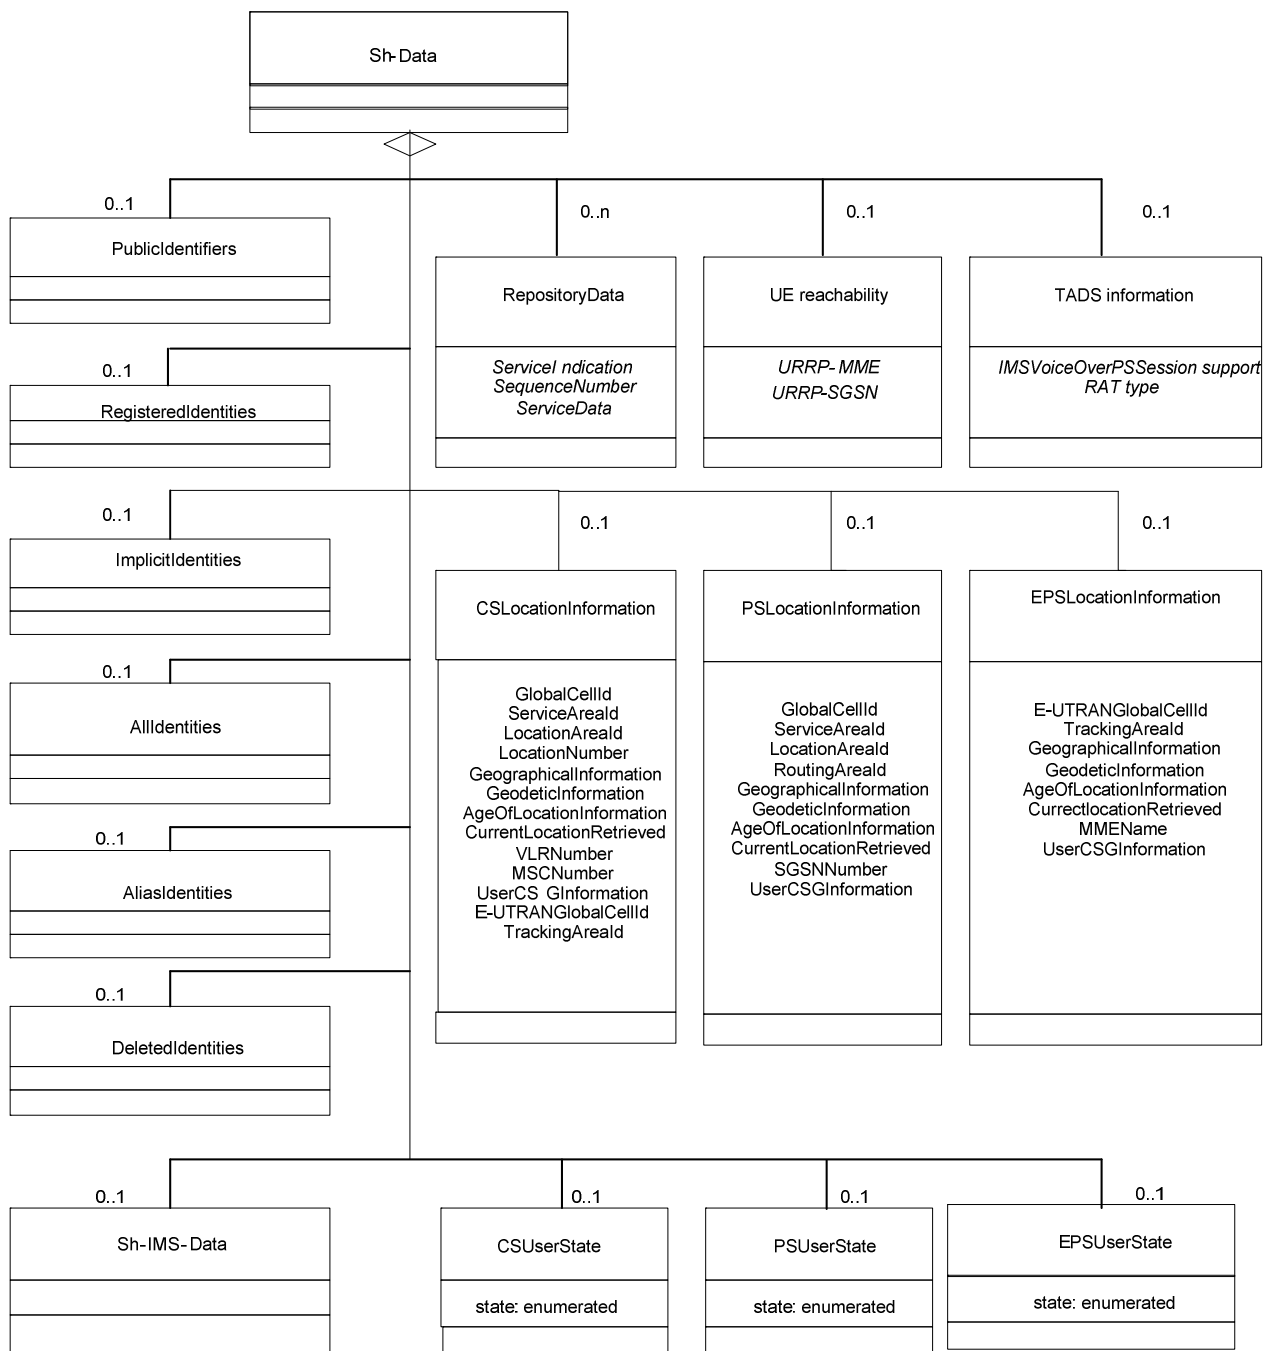 Sh-Data
0..1
0..n
0..1
0..1
PublicIdentifiers
RepositoryData
UE reachability
TADS information
ServiceI ndication
SequenceNumber
ServiceData
URRP-MME
URRP-SGSN
IMSVoiceOverPSSession support
RAT type
0..1
RegisteredIdentities
0..1
0..1
0..1
0..1
ImplicitIdentities
CSLocationInformation
PSLocationInformation
EPSLocationInformation
GlobalCellId
ServiceAreaId
LocationAreaId
LocationNumber
GeographicalInformation
GeodeticInformation
AgeOfLocationInformation
CurrentLocationRetrieved
VLRNumber
MSCNumber
UserCS GInformation
E-UTRANGlobalCellId
TrackingAreaId
GlobalCellId
ServiceAreaId
LocationAreaId
RoutingAreaId
GeographicalInformation
GeodeticInformation
AgeOfLocationInformation
CurrentLocationRetrieved
SGSNNumber
UserCSGInformation
E-UTRANGlobalCellId
TrackingAreaId
GeographicalInformation
GeodeticInformation
AgeOfLocationInformation
CurrectlocationRetrieved
MMEName
UserCSGInformation
0..1
AllIdentities
0..1
AliasIdentities
0..1
DeletedIdentities
0..1
0..1
0..1
0..1
Sh-IMS-Data
CSUserState
PSUserState
EPSUserState
state: enumerated
state: enumerated
state: enumerated